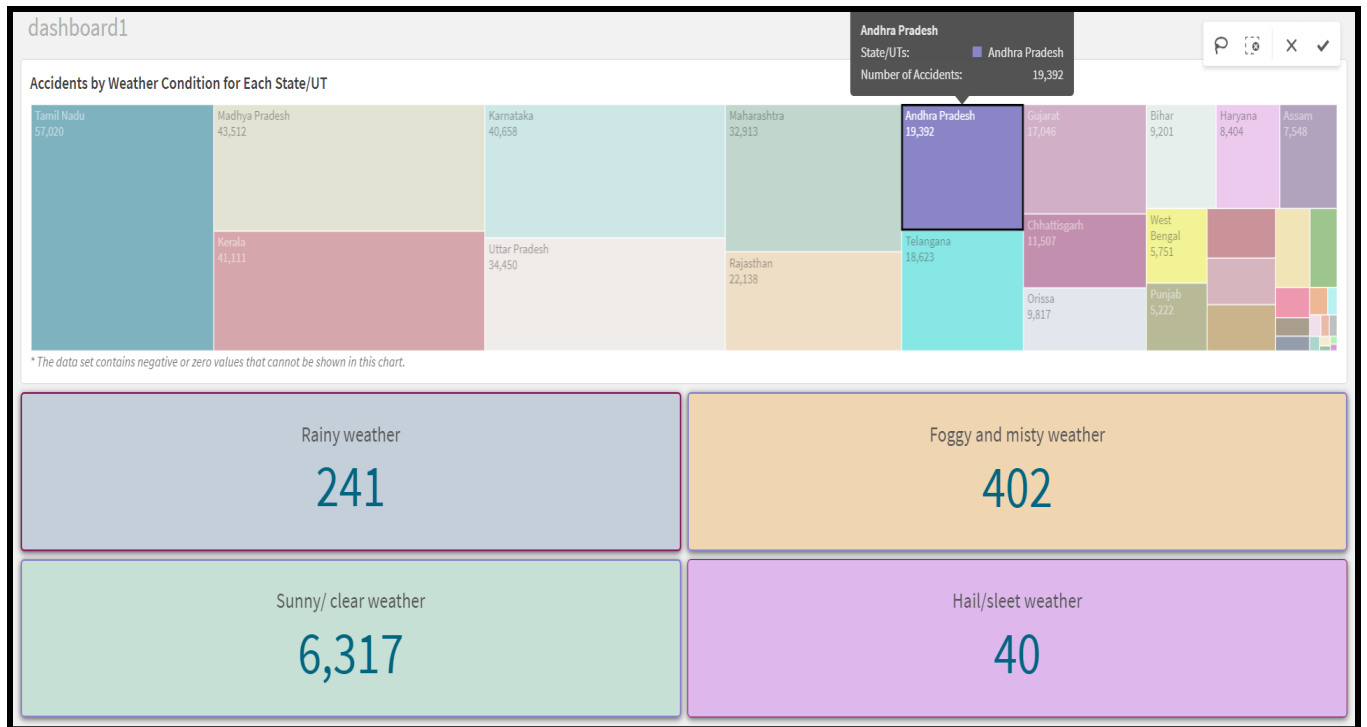 dashboard1
Andhra Pradesh
State/UTs: Andhra Pradesh
Number of Accidents: 19,392
Accidents by Weather Condition for Each State/UT
Tamil Nadu
57,020
Madhya Pradesh
43,512
Kerala
41,111
Karnataka
40,658
Uttar Pradesh
34,450
Maharashtra
32,913
Rajasthan
22,138
Andhra Pradesh
19,392
Telangana
18,623
Gujarat
17,046
Chhattisgarh
11,507
Orissa
9,817
Bihar
9,201
Haryana
8,404
Assam
7,548
West
Bengal
5,751
Punjab
5,222
* The data set contains negative or zero values that cannot be shown in this chart.
Rainy weather
241
Foggy and misty weather
402
Sunny/ clear weather
6,317
Hail/sleet weather
40